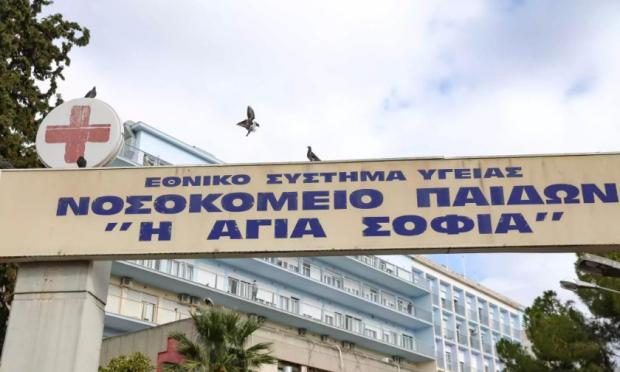 ΕΘΝΙΚΟ ΣΥΣΤΗΜΑ ΥΓΕΙΑΣ
ΝΟΣΟΚΟΜΕΙΟ ΠΑΙΔΩΝ
"Η ΑΓΙΑ ΣΟΦΙΑ"